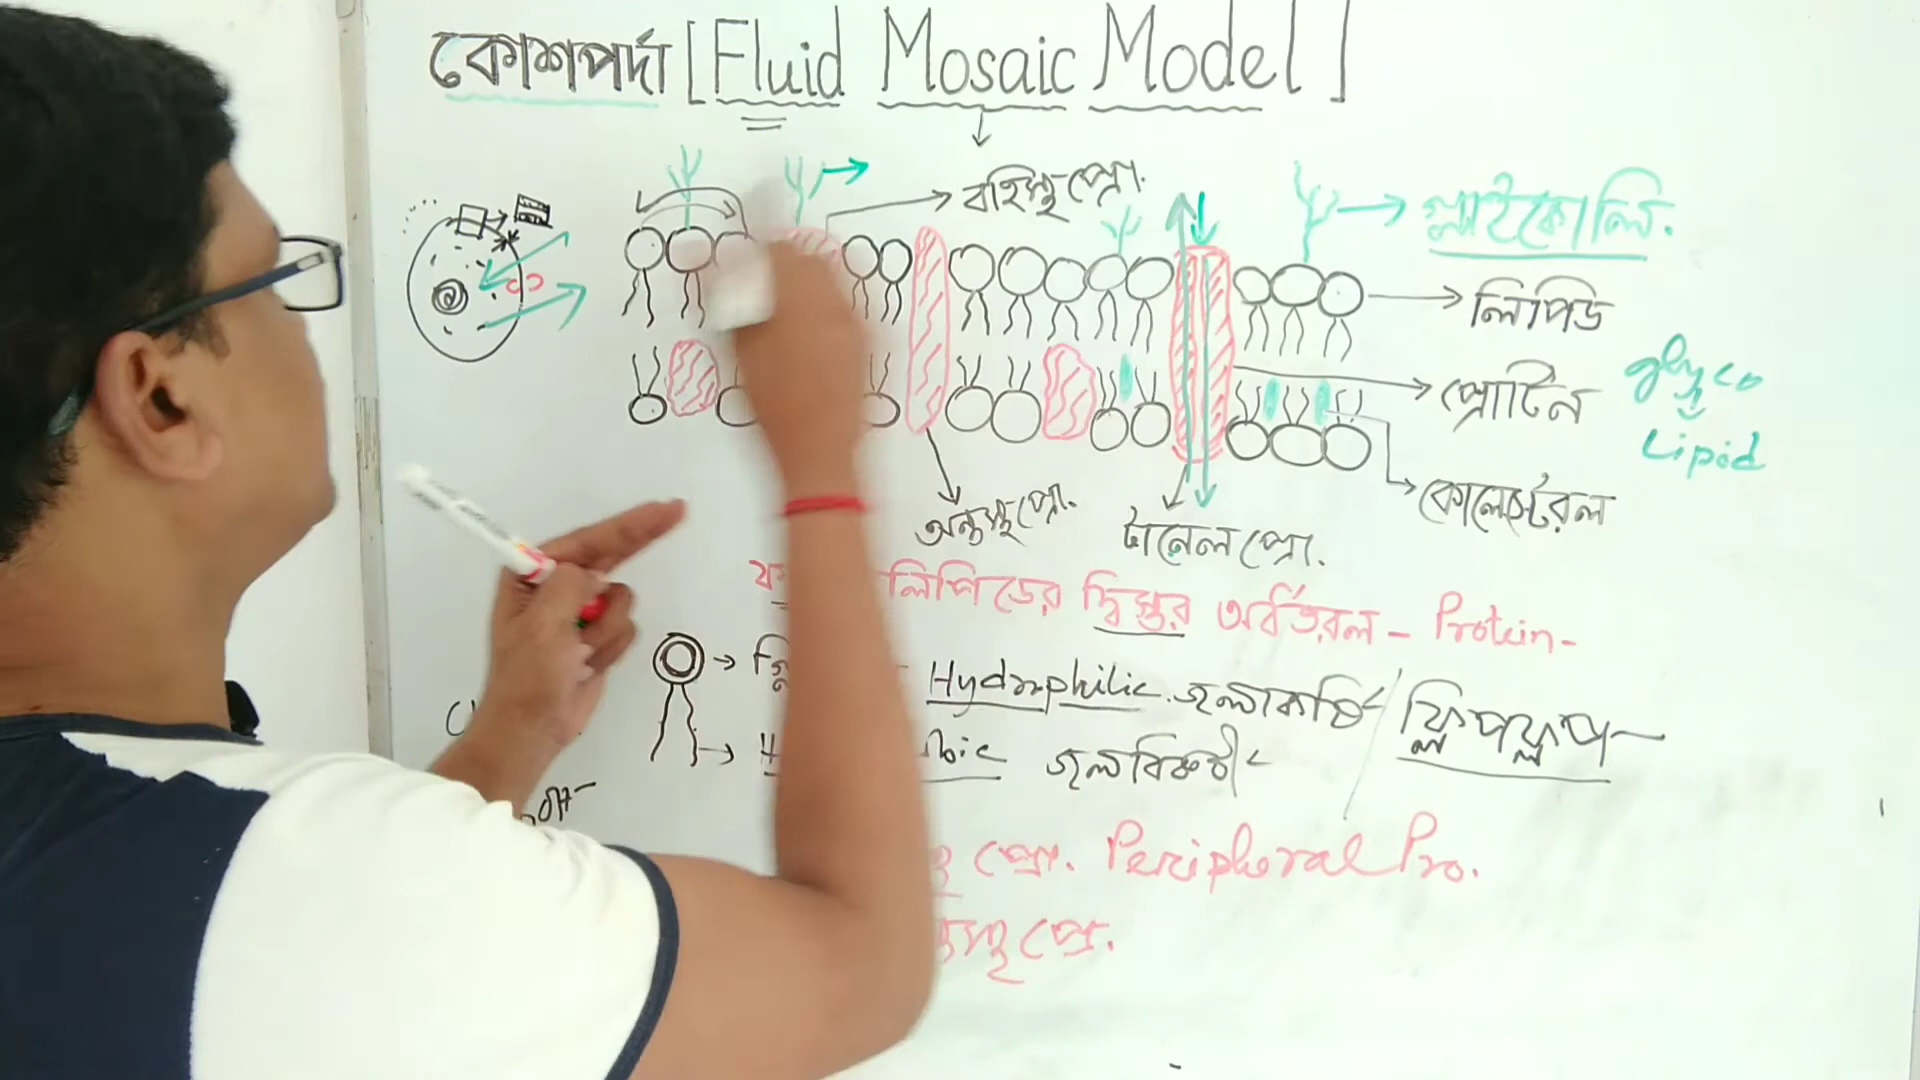 কোশপর্দা [Fluid Mosaic Model]
বহিস্থ প্রো.
গ্লাইকোলি.
লিপিড
প্রোটিন
glyco
Lipid
কোলেস্টেরল
অন্তস্থ প্রো.
টানেল প্রো.
লিপিডের দ্বিস্তর অর্ধতরল - Protein -
Hydrophilic জলাকর্ষি / ফ্লিপফ্লপ
জলবিকর্ষী
প্রো. Peripheral Pro.
প্রো.